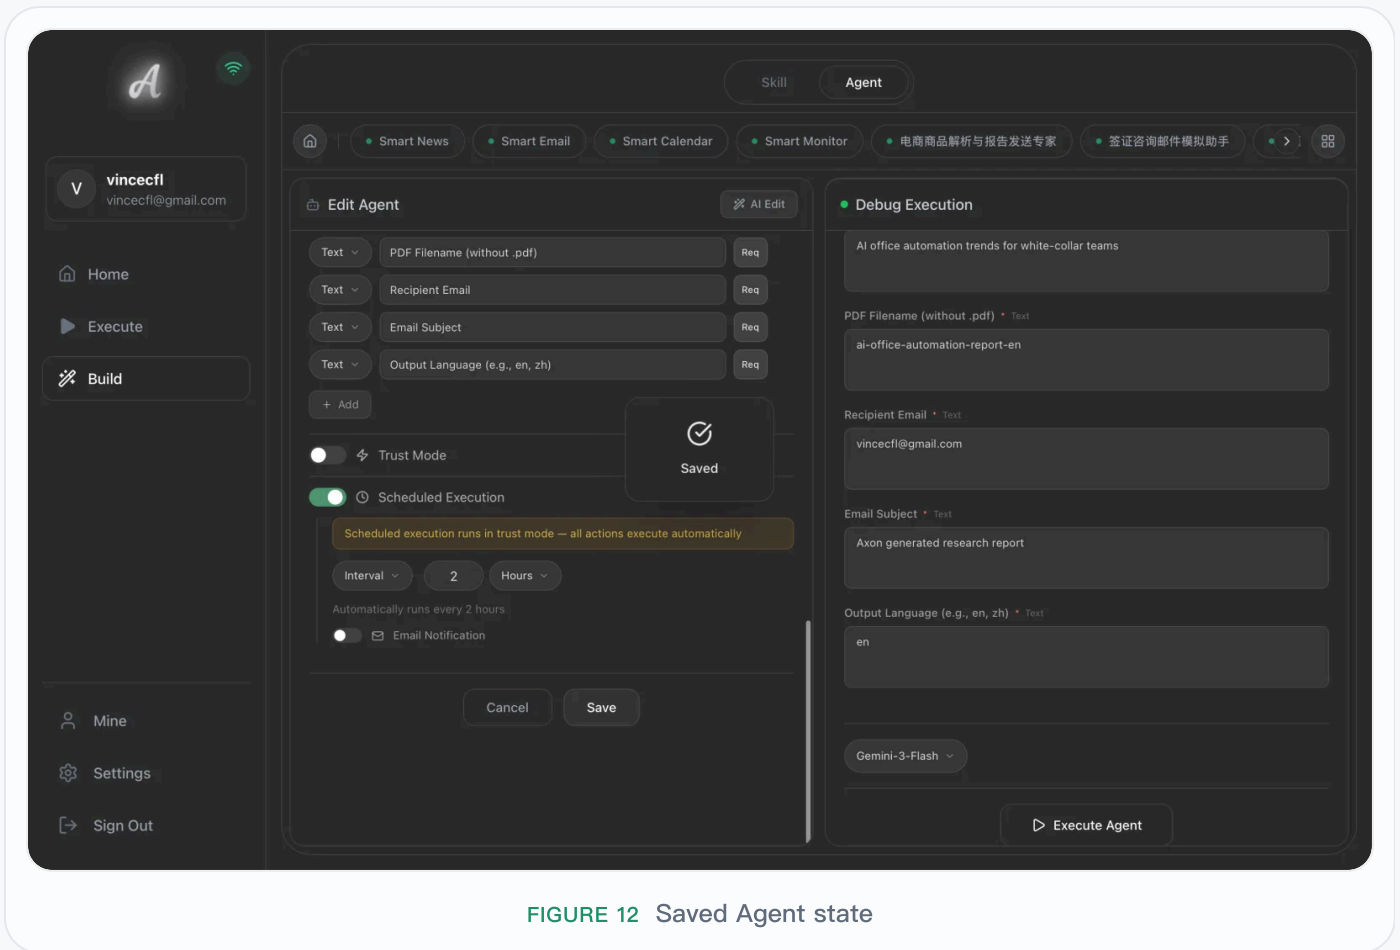 A
vincecfl
V
vincecfl@gmail.com
Home
Execute
Build
Mine
Settings
Sign Out
Skill
Agent
Smart News
Smart Email
Smart Calendar
Smart Monitor
电商商品解析与报告发送专家
签证咨询邮件模拟助手
Edit Agent
AI Edit
Text
PDF Filename (without .pdf)
Req
Text
Recipient Email
Req
Text
Email Subject
Req
Text
Output Language (e.g., en, zh)
Req
+ Add
Saved
Trust Mode
Scheduled Execution
Scheduled execution runs in trust mode — all actions execute automatically
Interval
2
Hours
Automatically runs every 2 hours
Email Notification
Cancel
Save
Debug Execution
AI office automation trends for white-collar teams
PDF Filename (without .pdf) * Text
ai-office-automation-report-en
Recipient Email * Text
vincecfl@gmail.com
Email Subject * Text
Axon generated research report
Output Language (e.g., en, zh) * Text
en
Gemini-3-Flash
Execute Agent
FIGURE 12 Saved Agent state